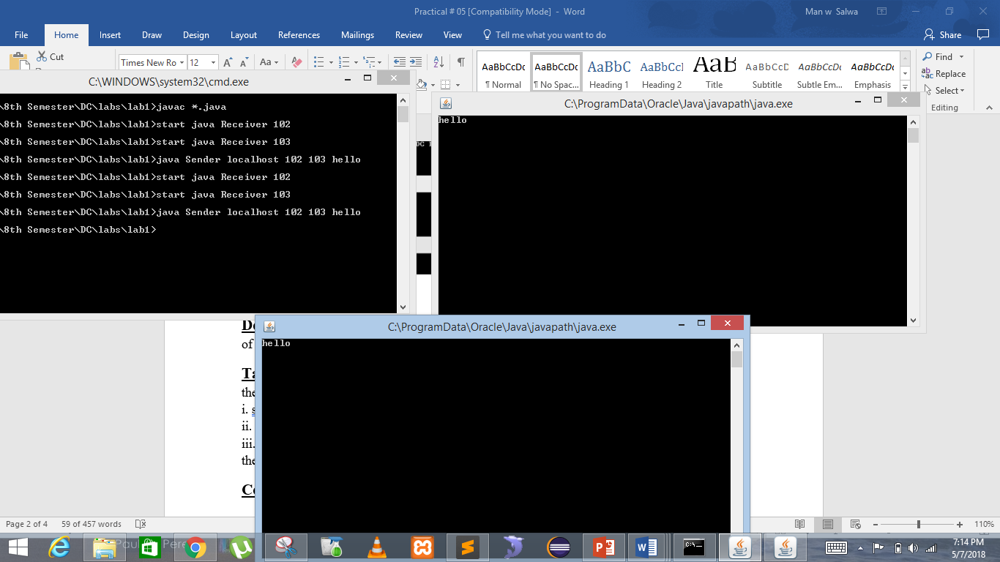 Practical # 05 [Compatibility Mode] - Word
Man w Salwa
File Home Insert Draw Design Layout References Mailings Review View Tell me what you want to do Share
Cut
Times New Ro 12 Aa
AaBbCcDc AaBbCcDc AaBbC AaBbCcI AaB AaBbCcD AaBbCcDt AaBbCcDt
¶ Normal ¶ No Spac... Heading 1 Heading 2 Title Subtitle Subtle Em... Emphasis
Find
Replace
Select
Editing
C:\WINDOWS\system32\cmd.exe
\8th Semester\DC\labs\lab1>javac *.java
\8th Semester\DC\labs\lab1>start java Receiver 102
\8th Semester\DC\labs\lab1>start java Receiver 103
\8th Semester\DC\labs\lab1>java Sender localhost 102 103 hello
\8th Semester\DC\labs\lab1>start java Receiver 102
\8th Semester\DC\labs\lab1>start java Receiver 103
\8th Semester\DC\labs\lab1>java Sender localhost 102 103 hello
\8th Semester\DC\labs\lab1>
C:\ProgramData\Oracle\Java\javapath\java.exe
hello
C:\ProgramData\Oracle\Java\javapath\java.exe
hello
of
the
i. s
ii.
iii.
the
Page 2 of 4 59 of 457 words
110%
7:14 PM
5/7/2018